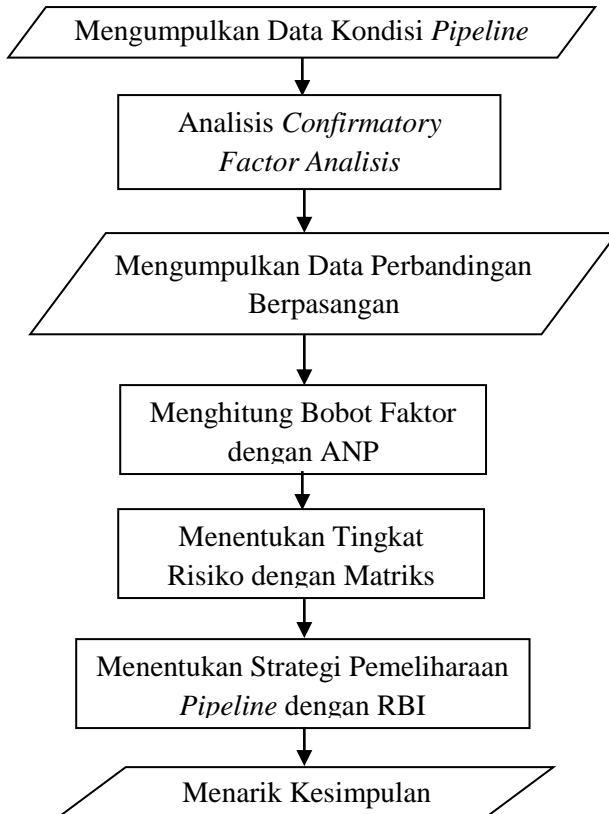 Mengumpulkan Data Kondisi Pipeline
Analisis Confirmatory
Factor Analisis
Mengumpulkan Data Perbandingan
Berpasangan
Menghitung Bobot Faktor
dengan ANP
Menentukan Tingkat
Risiko dengan Matriks
Menentukan Strategi Pemeliharaan
Pipeline dengan RBI
Menarik Kesimpulan